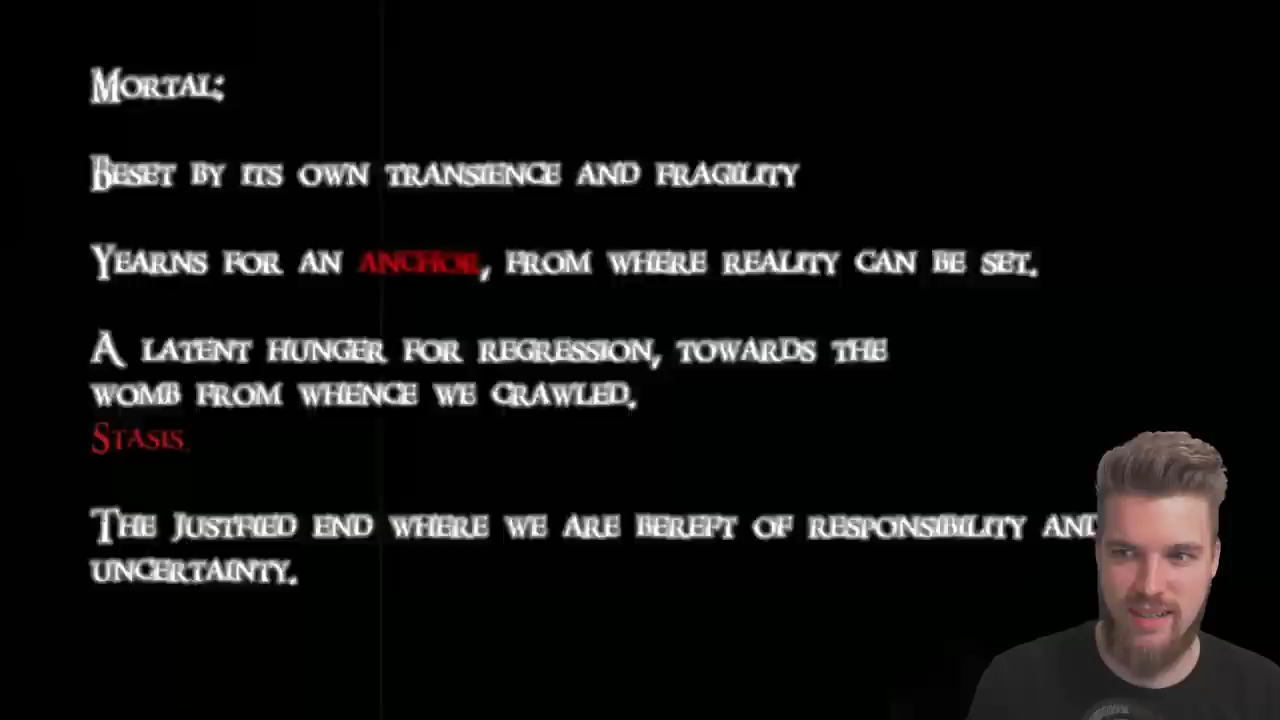 Mortal:
Beset by its own transience and fragility
Yearns for an anchor, from where reality can be set.
A latent hunger for regression, towards the
womb from whence we crawled.
Stasis.
The Justified end where we are bereft of responsibility and
uncertainty.